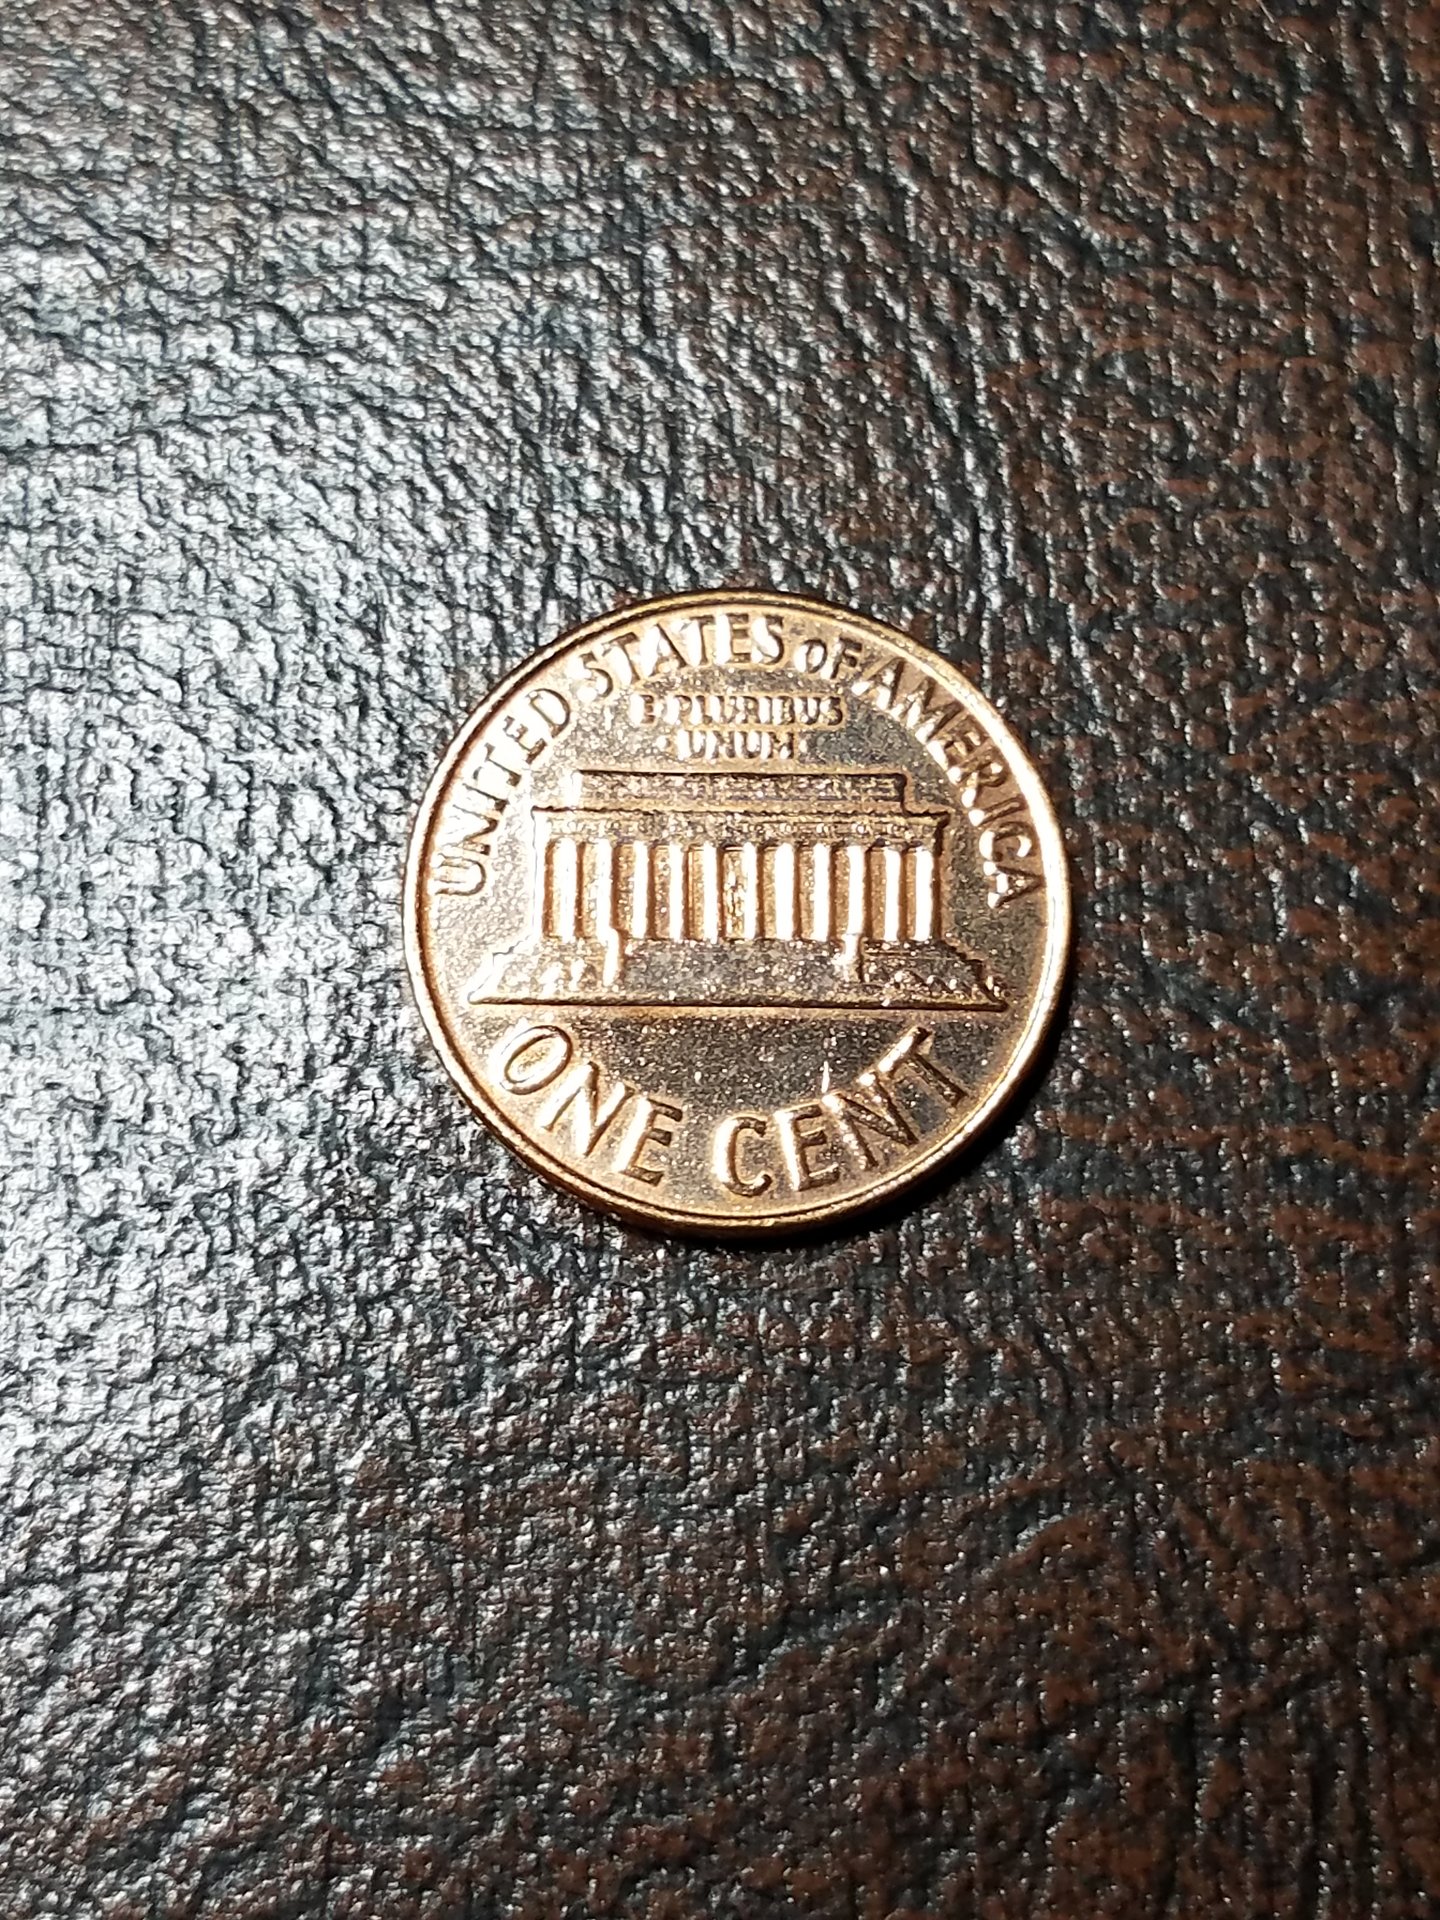 UNITED STATES oF AMERICA
E PLURIBUS
·UNUM·
ONE CENT